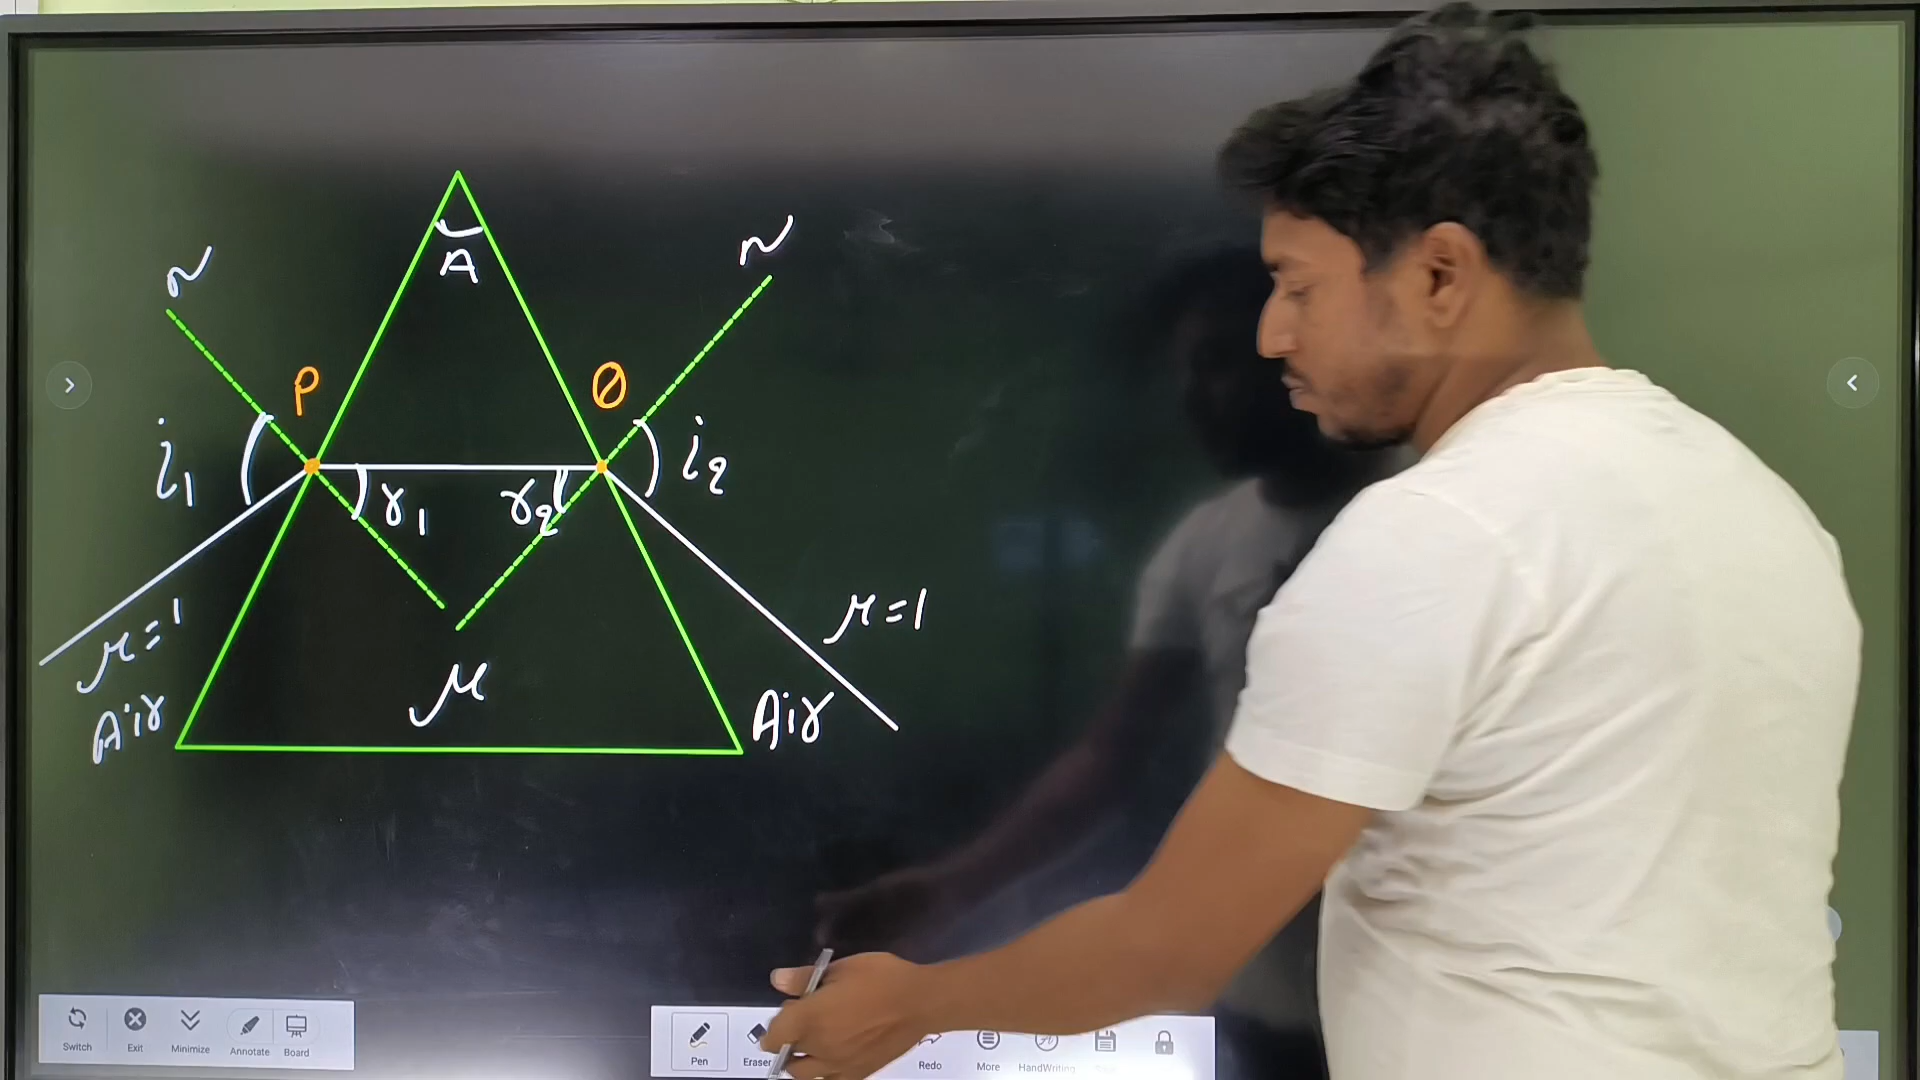 A
N
N
P
Q
i₁
r₁
r₂
i₂
μ=1
μ=1
μ
Air
Air
Switch
Exit
Minimize
Annotate
Board
Pen
Eraser
Redo
More
HandWriting